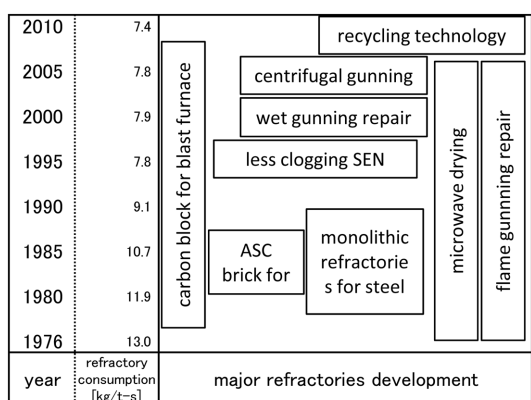 2010 7.4
recycling technology
2005 7.8
centrifugal gunning
2000 7.9
wet gunning repair
1995 7.8
less clogging SEN
1990 9.1
1985 10.7
1980 11.9
1976 13.0
carbon block for blast furnace
ASC
brick for
monolithic
refractorie
s for steel
microwave drying
flame gunnning repair
year
refractory
consumption
[kg/t-s]
major refractories development